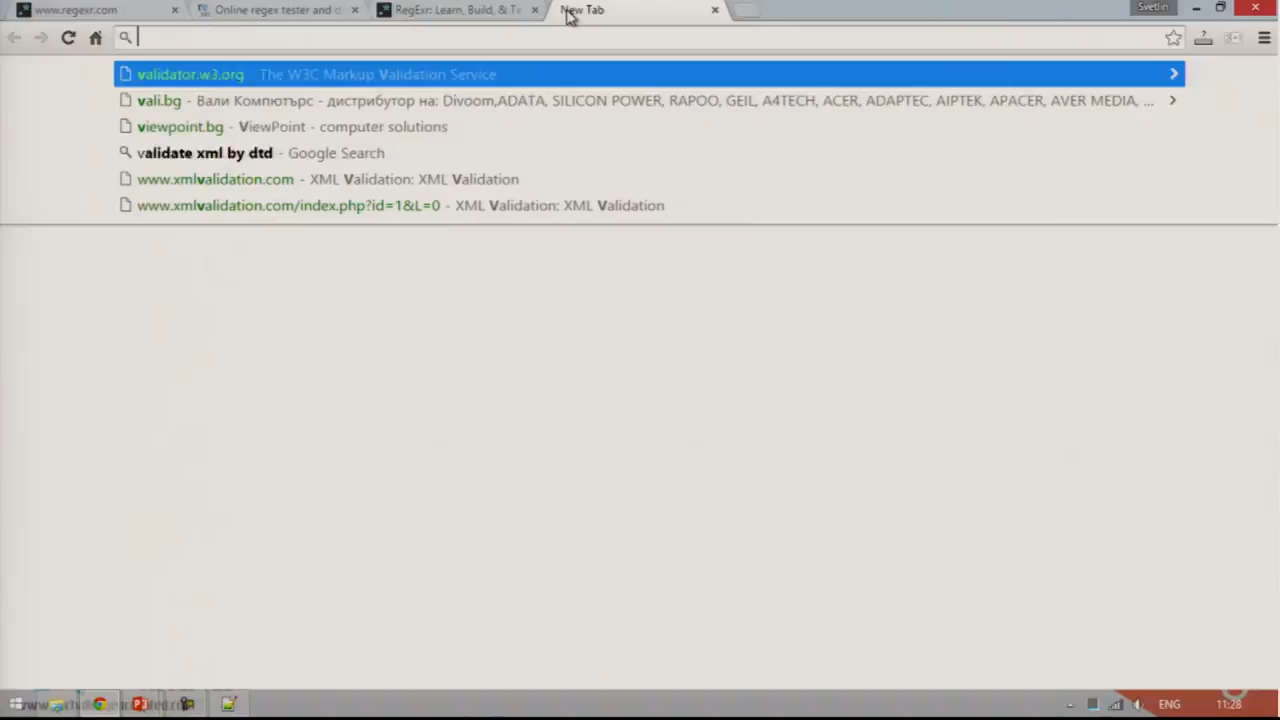 www.regexr.com
Online regex tester and d
RegExr: Learn, Build, & Te
New Tab
Svetlin
validator.w3.org The W3C Markup Validation Service
vali.bg - Вали Компютърс - дистрибутор на: Divoom,ADATA, SILICON POWER, RAPOO, GEIL, A4TECH, ACER, ADAPTEC, AIPTEK, APACER, AVER MEDIA, ...
viewpoint.bg - ViewPoint - computer solutions
validate xml by dtd - Google Search
www.xmlvalidation.com - XML Validation: XML Validation
www.xmlvalidation.com/index.php?id=1&L=0 - XML Validation: XML Validation
ENG
11:28